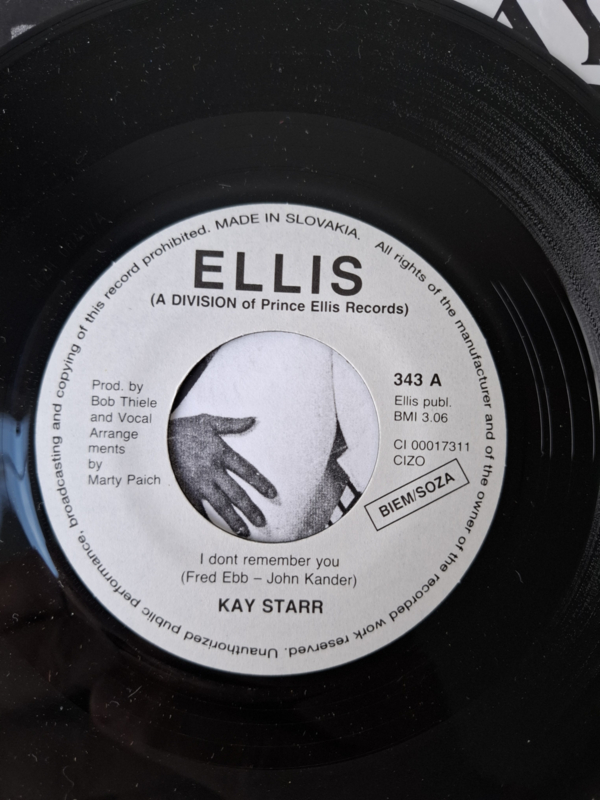 MADE IN SLOVAKIA. All rights of the manufacturer and of the owner of the recorded work reserved. Unauthorized public performance, broadcasting and copying of this record prohibited.
ELLIS
(A DIVISION of Prince Ellis Records)
Prod. by
Bob Thiele
and Vocal
Arrange
ments
by
Marty Paich
343 A
Ellis publ.
BMI 3.06
CI 00017311
CIZO
BIEM/SOZA
I dont remember you
(Fred Ebb – John Kander)
KAY STARR